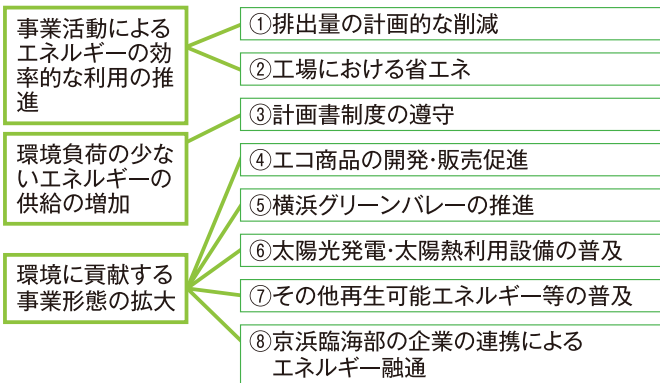 事業活動による
エネルギーの効
率的な利用の推
進
環境負荷の少な
いエネルギーの
供給の増加
環境に貢献する
事業形態の拡大
①排出量の計画的な削減
②工場における省エネ
③計画書制度の遵守
④エコ商品の開発・販売促進
⑤横浜グリーンバレーの推進
⑥太陽光発電・太陽熱利用設備の普及
⑦その他再生可能エネルギー等の普及
⑧京浜臨海部の企業の連携による
エネルギー融通